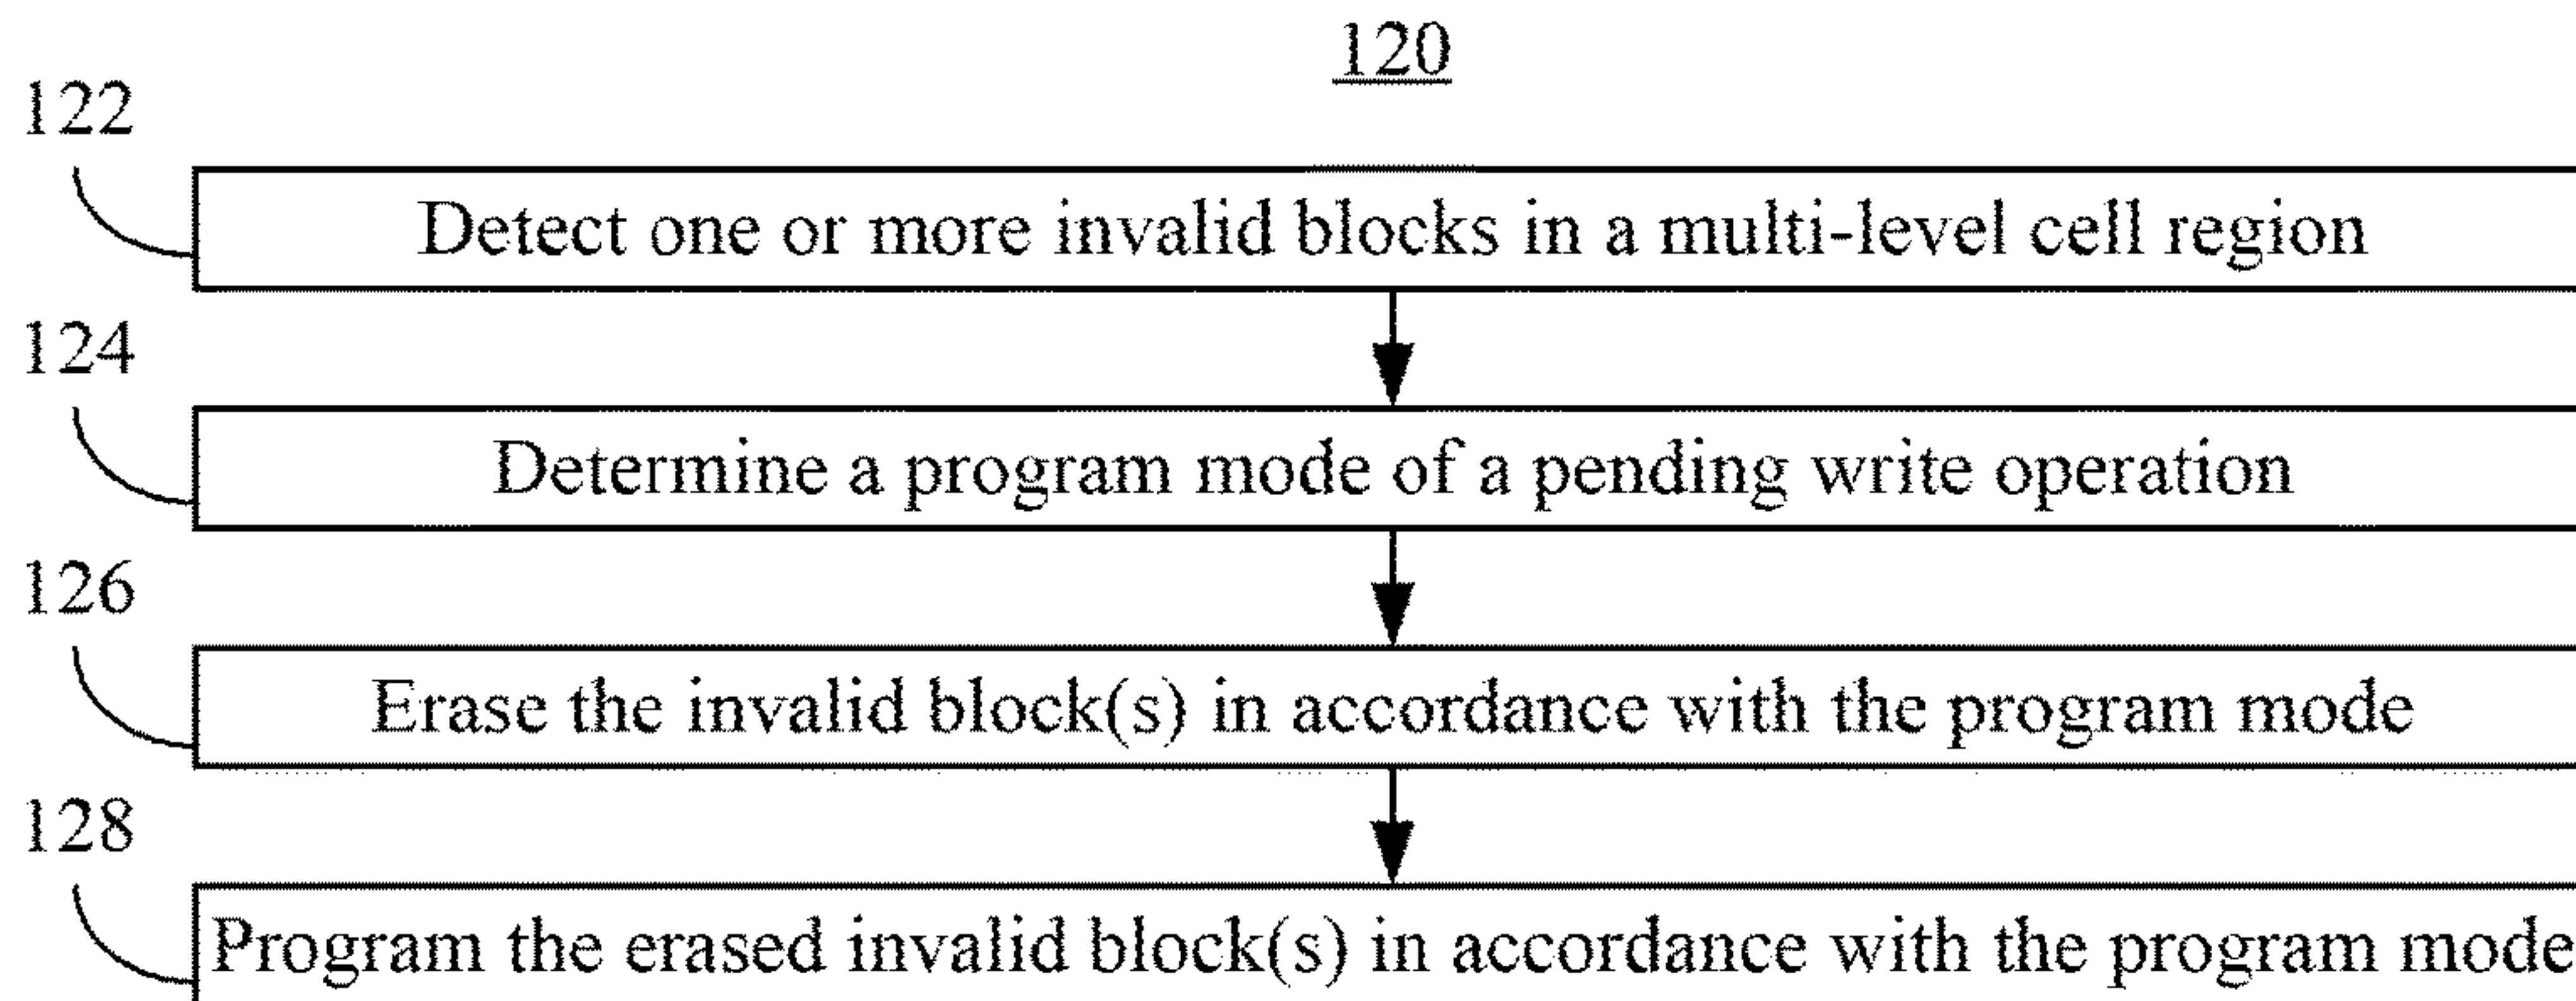 120
122
Detect one or more invalid blocks in a multi-level cell region
124
Determine a program mode of a pending write operation
126
Erase the invalid block(s) in accordance with the program mode
128
Program the erased invalid block(s) in accordance with the program mode